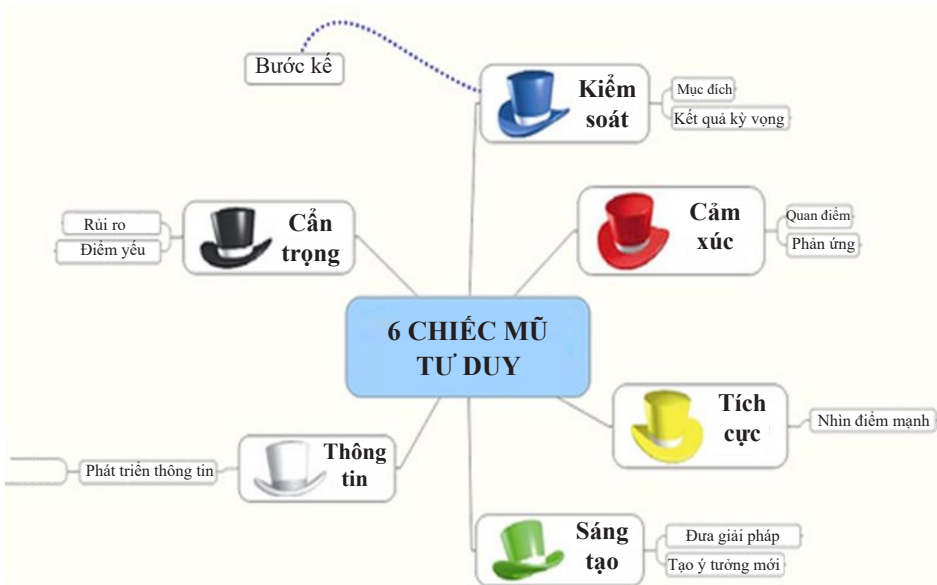 Bước kế
Kiểm
soát
Mục đích
Kết quả kỳ vọng
Rủi ro
Điểm yếu
Cẩn
trọng
Cảm
xúc
Quan điểm
Phản ứng
6 CHIẾC MŨ
TƯ DUY
Tích
cực
Nhìn điểm mạnh
Phát triển thông tin
Thông
tin
Sáng
tạo
Đưa giải pháp
Tạo ý tưởng mới